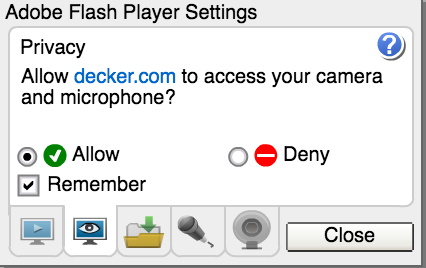 Adobe Flash Player Settings
Privacy
Allow decker.com to access your camera
and microphone?
Allow
Deny
Remember
Close